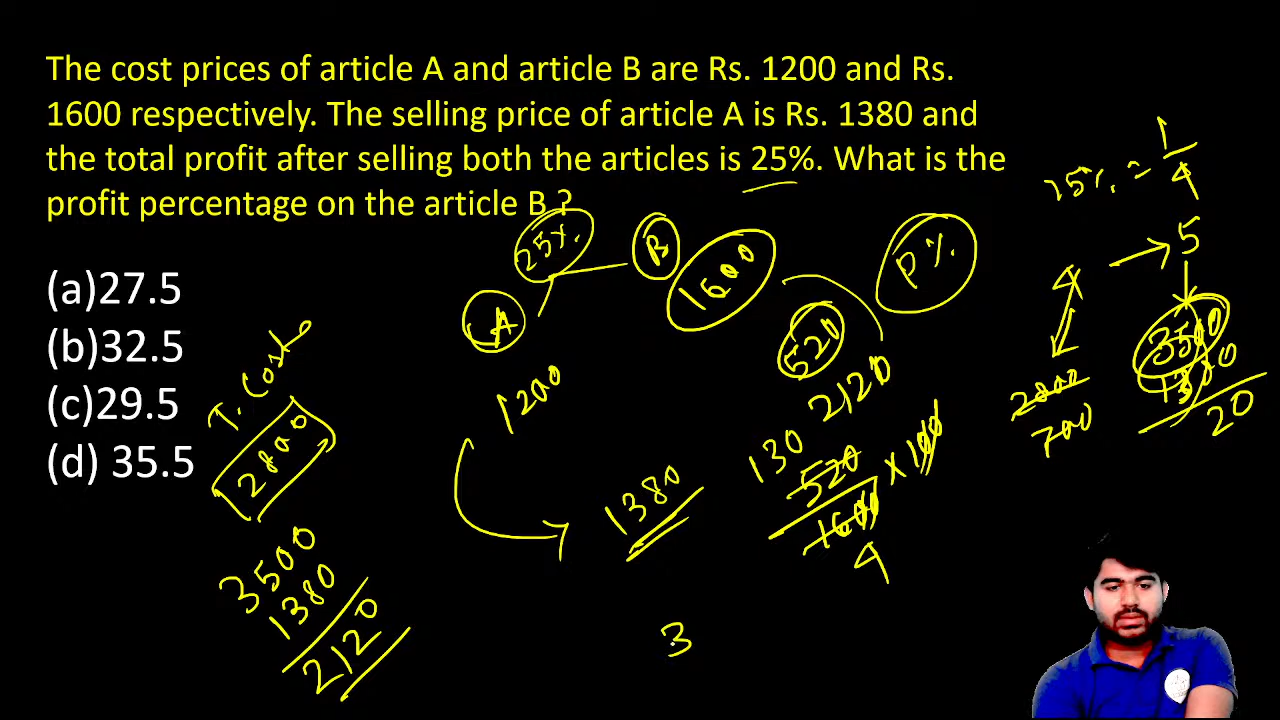 The cost prices of article A and article B are Rs. 1200 and Rs.
1600 respectively. The selling price of article A is Rs. 1380 and
the total profit after selling both the articles is 25%. What is the
profit percentage on the article B ?
(a)27.5
(b)32.5
(c)29.5
(d) 35.5
25% = 1/4
4 → 5
2800
700
3500
1380
20
25%
A
B
1600
P%
1200
1380
520
2120
130
520
1600
× 100
4
T. Cost
2800
3500
1380
2120
3